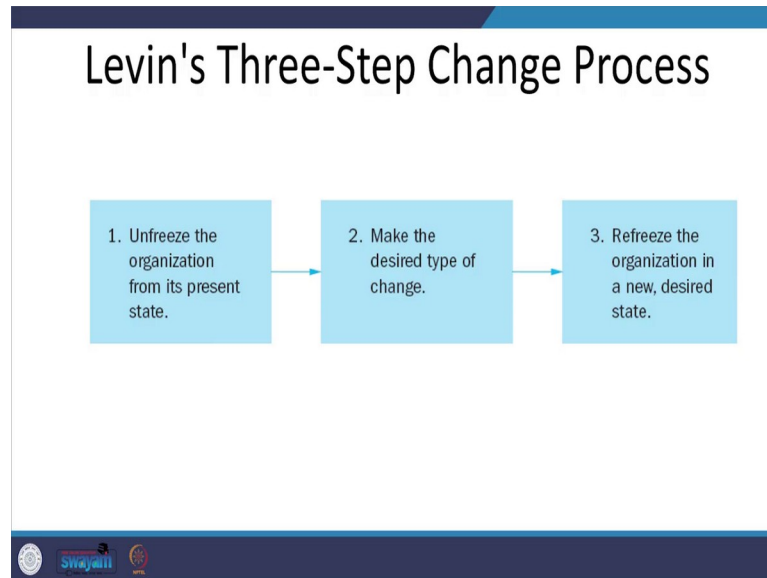 Levin's Three-Step Change Process
1. Unfreeze the
organization
from its present
state.
2. Make the
desired type of
change.
3. Refreeze the
organization in
a new, desired
state.
swayam